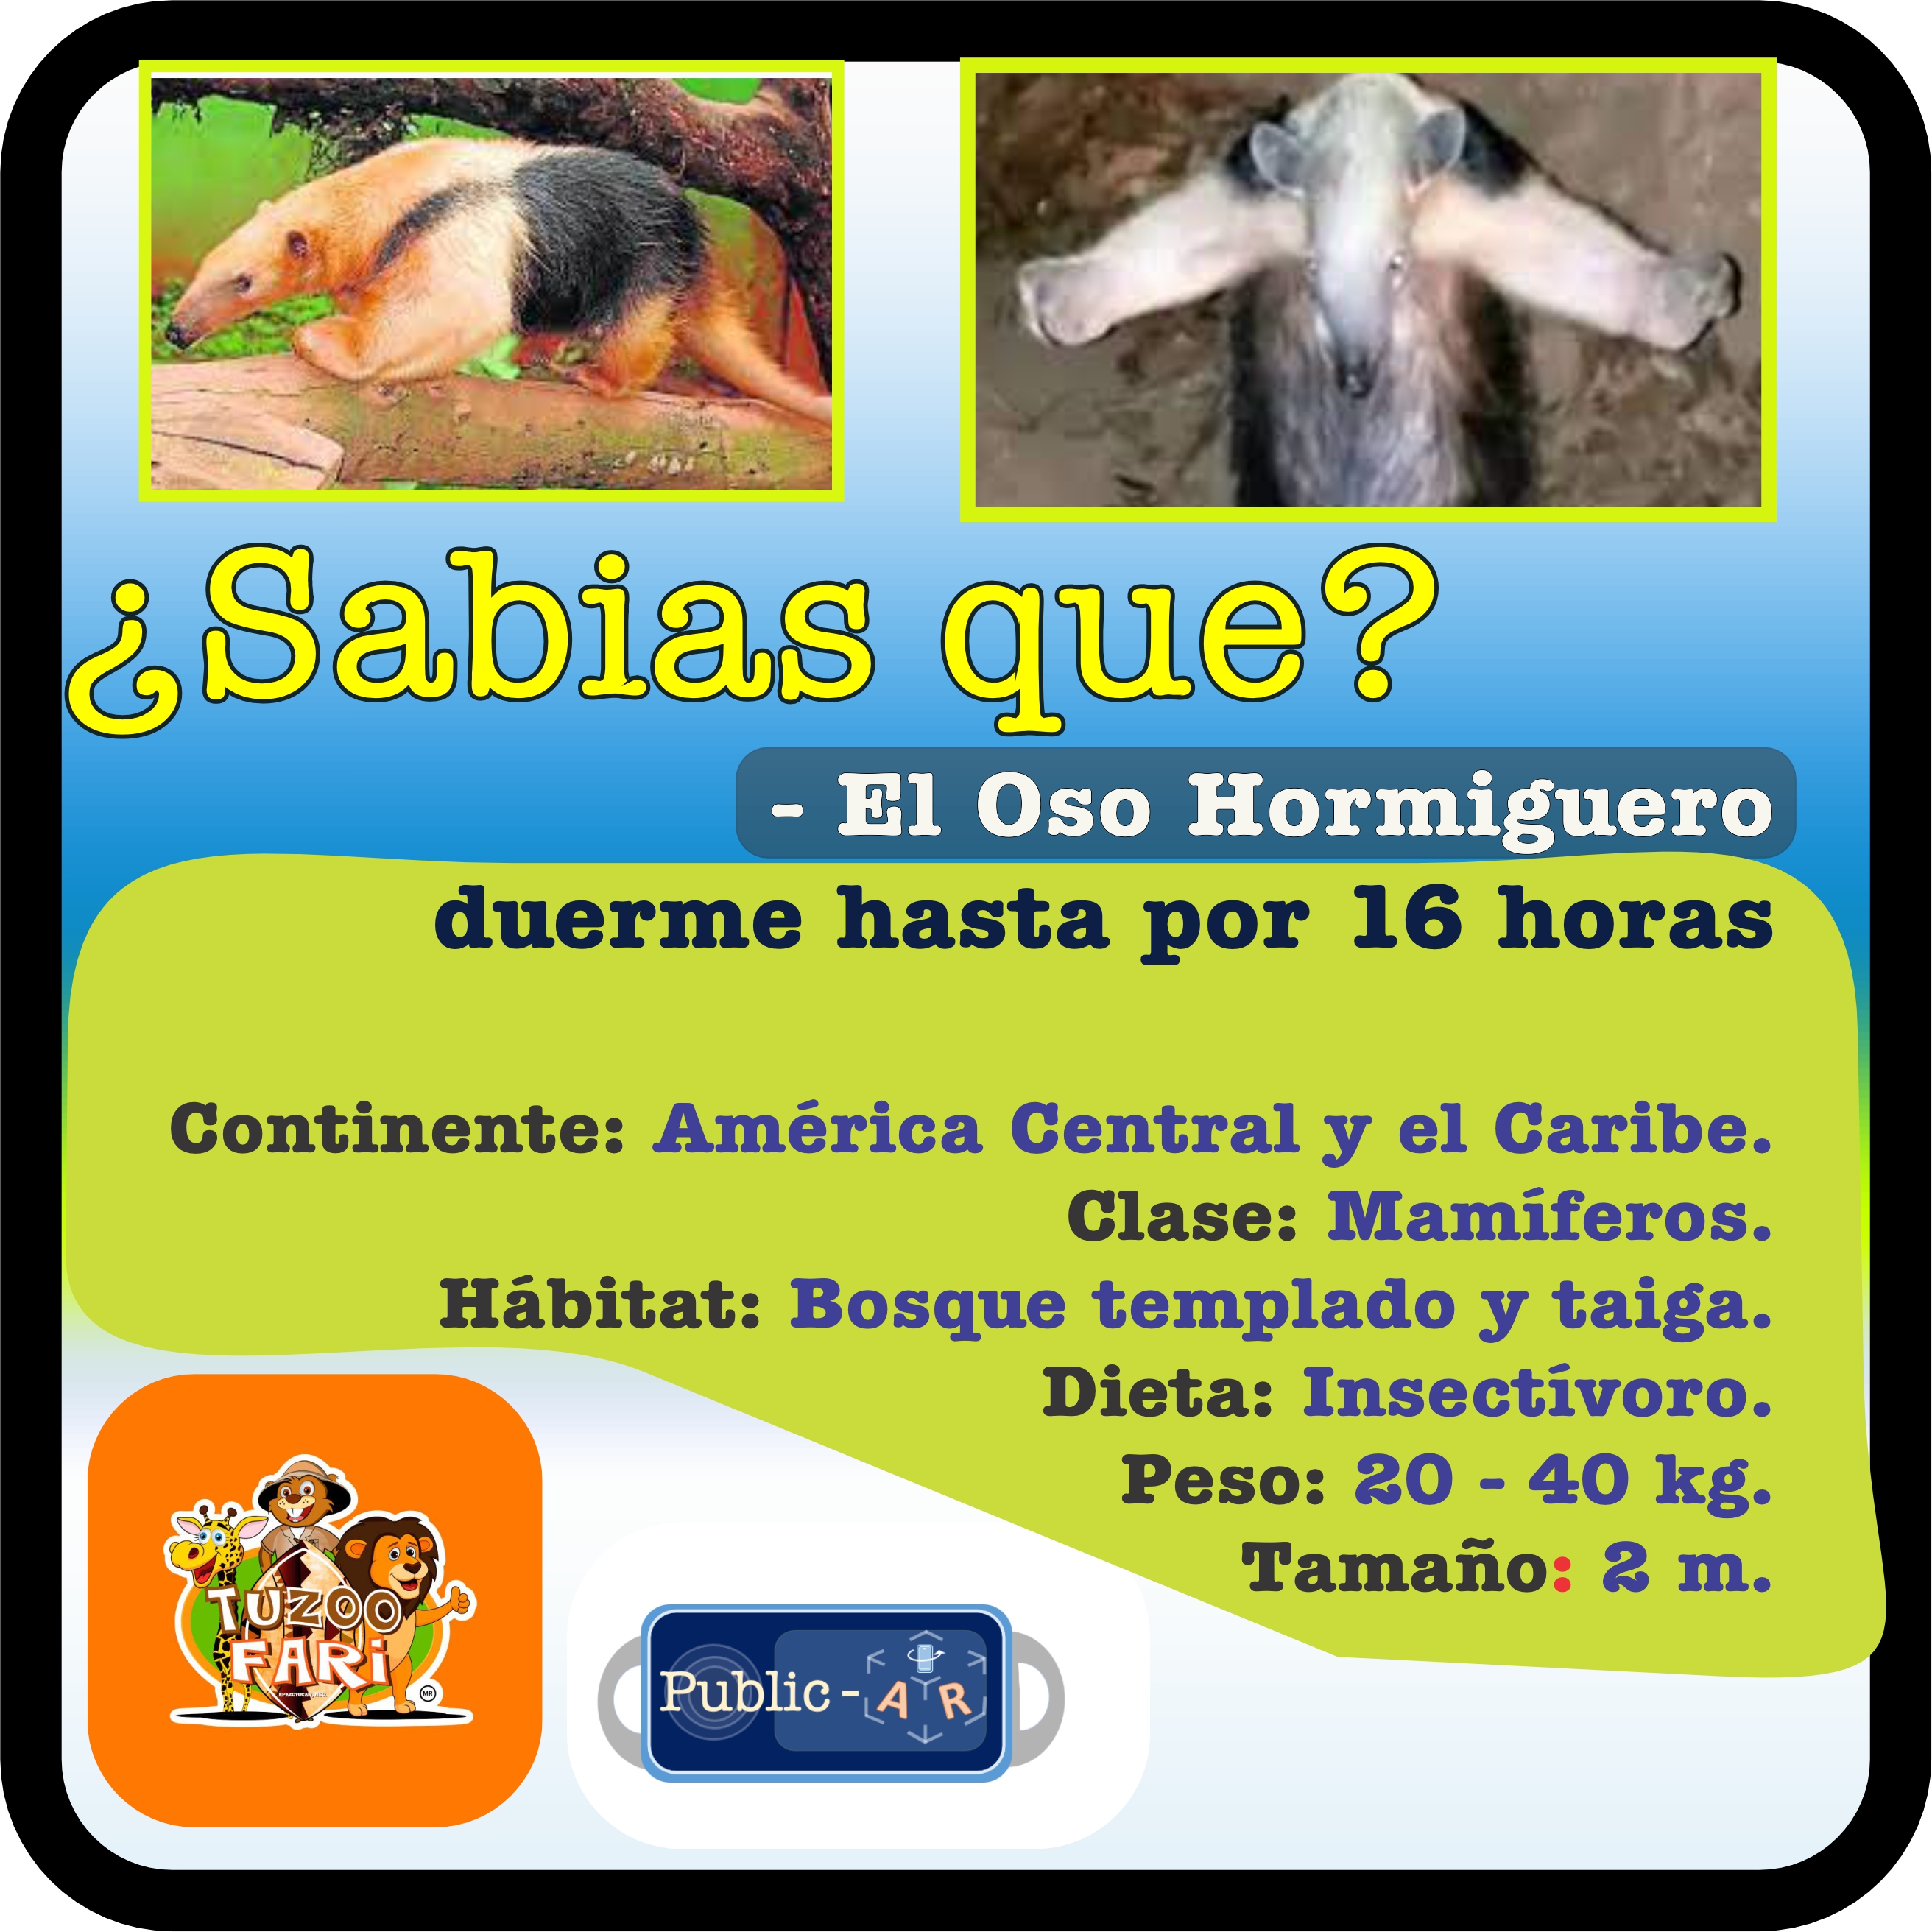 ¿Sabias que?
- El Oso Hormiguero
duerme hasta por 16 horas
Continente: América Central y el Caribe.
Clase: Mamíferos.
Hábitat: Bosque templado y taiga.
Dieta: Insectívoro.
Peso: 20 - 40 kg.
Tamaño: 2 m.
TUZOO
FARi
MR
Public - AR